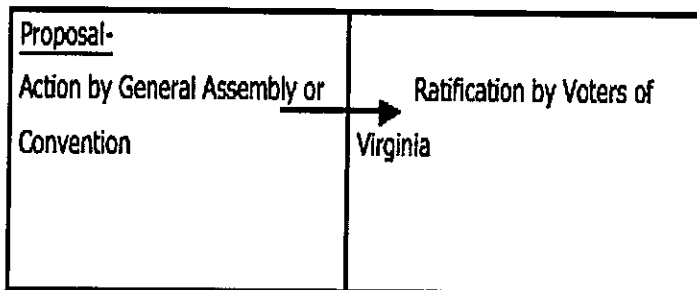 Proposal-
Action by General Assembly or
Convention
Ratification by Voters of
Virginia